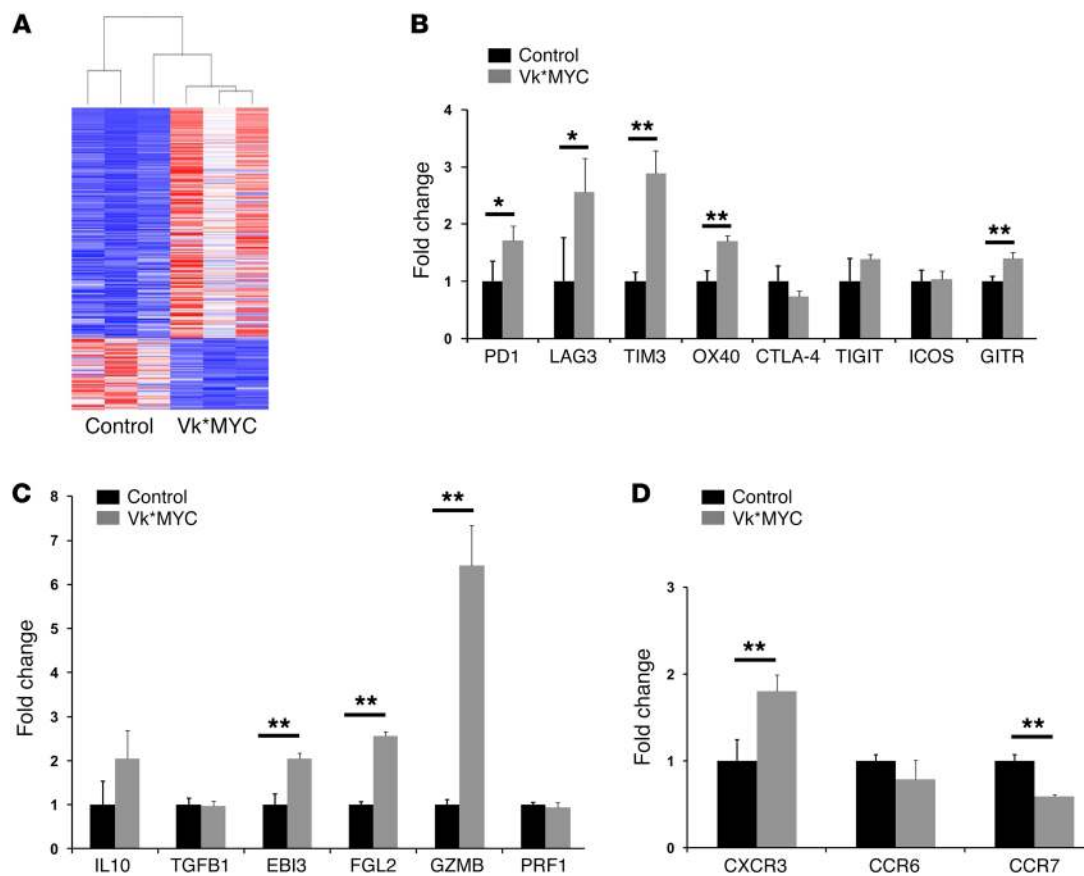 A
Control Vk*MYC
B
Control
Vk*MYC
Fold change
4
3
2
1
0
* * ** ** **
PD1 LAG3 TIM3 OX40 CTLA-4 TIGIT ICOS GITR
C
Control
Vk*MYC
Fold change
8
7
6
5
4
3
2
1
0
** ** **
IL10 TGFB1 EBI3 FGL2 GZMB PRF1
D
Control
Vk*MYC
Fold change
3
2
1
0
** **
CXCR3 CCR6 CCR7